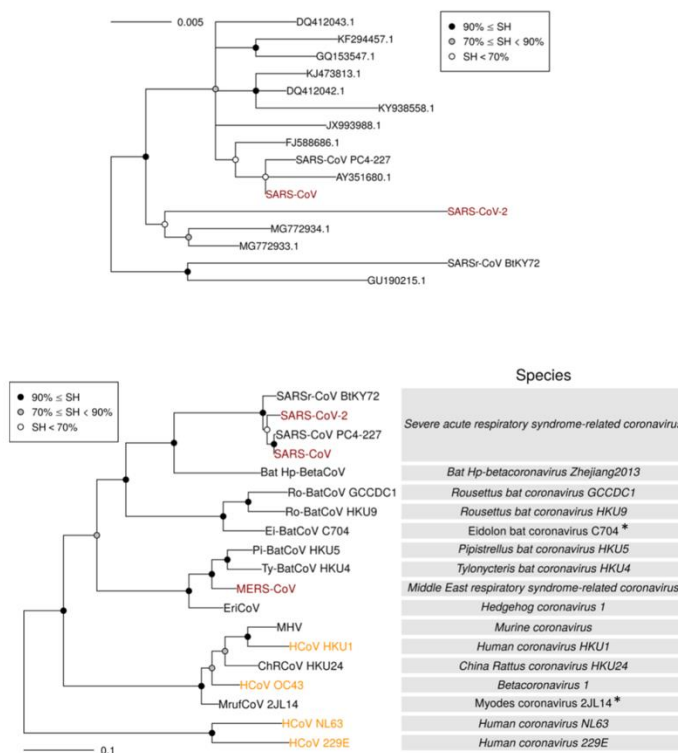 0.005
90% ≤ SH
70% ≤ SH < 90%
SH < 70%
DQ412043.1
KF294457.1
GQ153547.1
KJ473813.1
DQ412042.1
KY938558.1
JX993988.1
FJ588686.1
SARS-CoV PC4-227
AY351680.1
SARS-CoV
SARS-CoV-2
MG772934.1
MG772933.1
SARSr-CoV BtKY72
GU190215.1
Species
90% ≤ SH
70% ≤ SH < 90%
SH < 70%
SARSr-CoV BtKY72
SARS-CoV-2
SARS-CoV PC4-227
SARS-CoV
Severe acute respiratory syndrome-related coronavirus
Bat Hp-BetaCoV Bat Hp-betacoronavirus Zhejiang2013
Ro-BatCoV GCCDC1 Rousettus bat coronavirus GCCDC1
Ro-BatCoV HKU9 Rousettus bat coronavirus HKU9
Ei-BatCoV C704 Eidolon bat coronavirus C704 *
Pi-BatCoV HKU5 Pipistrellus bat coronavirus HKU5
Ty-BatCoV HKU4 Tylonycteris bat coronavirus HKU4
MERS-CoV Middle East respiratory syndrome-related coronavirus
EriCoV Hedgehog coronavirus 1
MHV Murine coronavirus
HCoV HKU1 Human coronavirus HKU1
ChRCoV HKU24 China Rattus coronavirus HKU24
HCoV OC43 Betacoronavirus 1
MrufCoV 2JL14 Myodes coronavirus 2JL14 *
HCoV NL63 Human coronavirus NL63
HCoV 229E Human coronavirus 229E
0.1